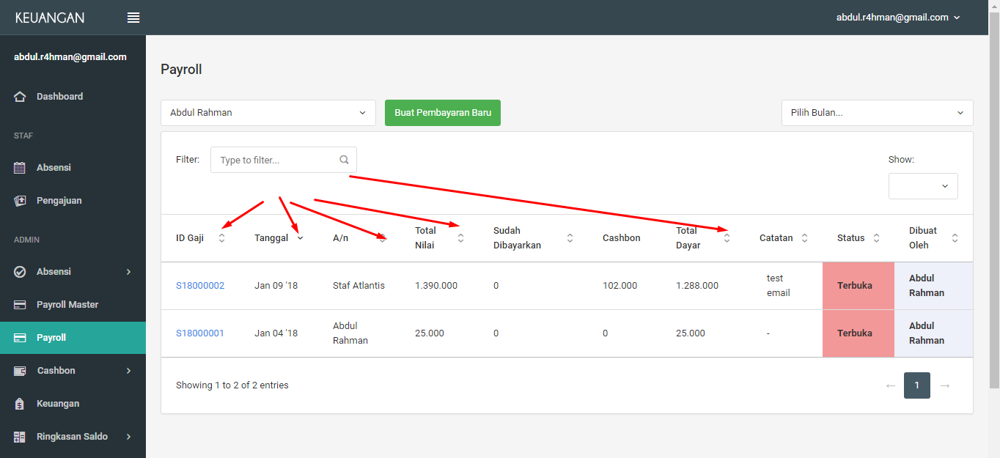 KEUANGAN
abdul.r4hman@gmail.com
abdul.r4hman@gmail.com
Dashboard
STAF
Absensi
Pengajuan
ADMIN
Absensi
Payroll Master
Payroll
Cashbon
Keuangan
Ringkasan Saldo
Payroll
Abdul Rahman
Buat Pembayaran Baru
Pilih Bulan...
Filter:
Type to filter...
Show:
ID Gaji
Tanggal
A/n
Total
Nilai
Sudah
Dibayarkan
Cashbon
Total
Dayar
Catatan
Status
Dibuat
Oleh
S18000002
Jan 09 '18
Staf Atlantis
1.390.000
0
102.000
1.288.000
test
email
Terbuka
Abdul
Rahman
S18000001
Jan 04 '18
Abdul
Rahman
25.000
0
0
25.000
-
Terbuka
Abdul
Rahman
Showing 1 to 2 of 2 entries
← 1 →